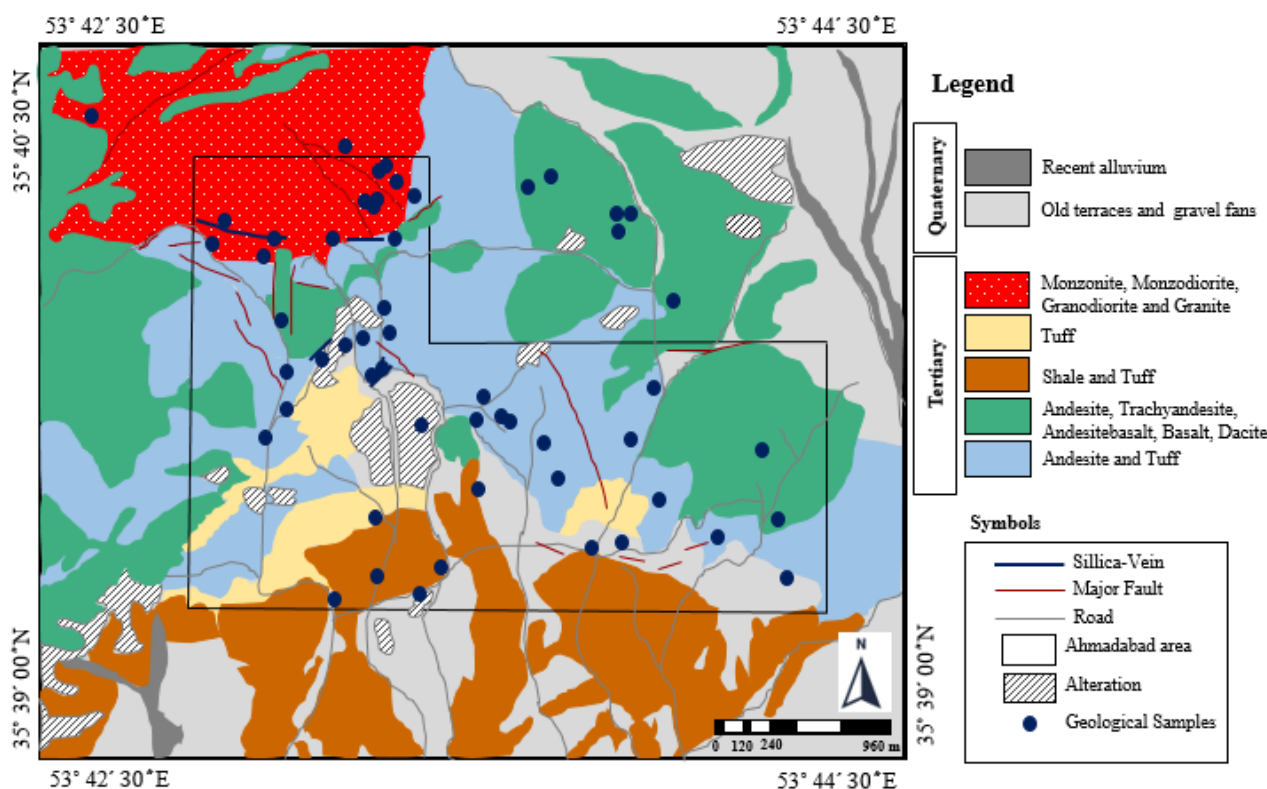 53° 42´ 30˚E
53° 44´ 30˚E
35° 40´ 30˚N
35° 39´ 00˚N
35° 40´ 30˚N
35° 39´ 00˚N
N
0 120 240 960 m
53° 42´ 30˚E
53° 44´ 30˚E
Legend
Quaternary
Recent alluvium
Old terraces and gravel fans
Tertiary
Monzonite, Monzodiorite,
Granodiorite and Granite
Tuff
Shale and Tuff
Andesite, Trachyandesite,
Andesitebasalt, Basalt, Dacite
Andesite and Tuff
Symbols
Sillica-Vein
Major Fault
Road
Ahmadabad area
Alteration
Geological Samples